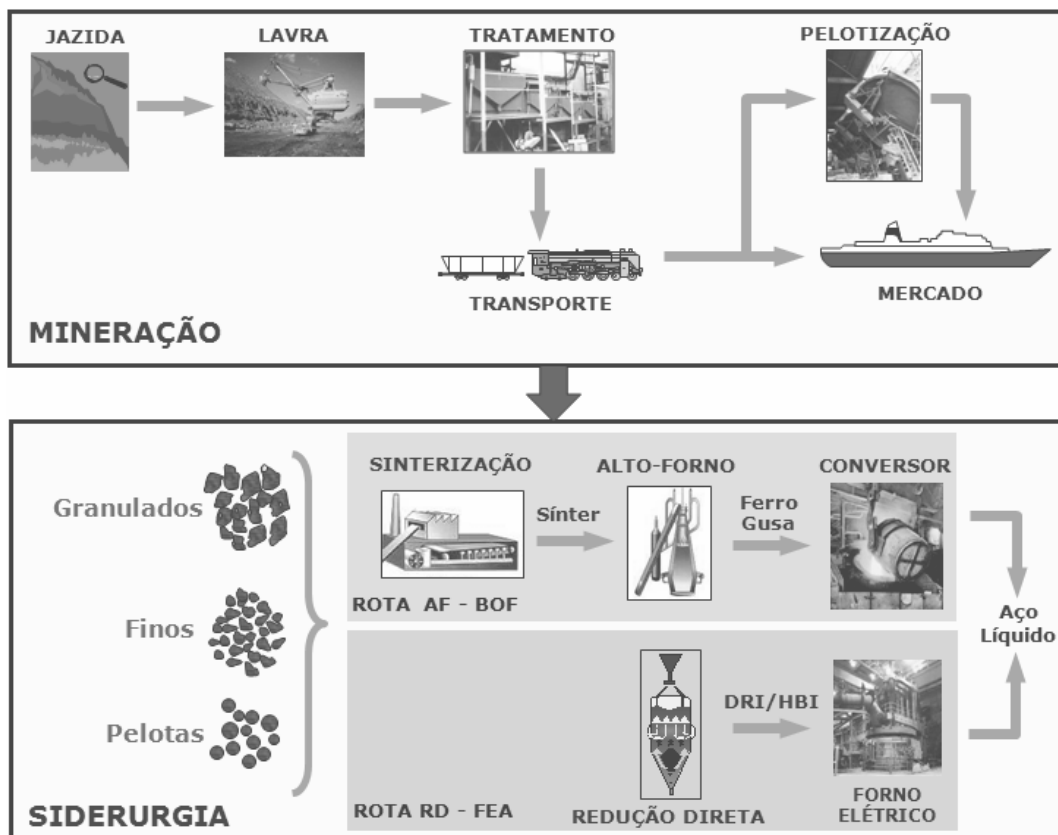 JAZIDA
LAVRA
TRATAMENTO
PELOTIZAÇÃO
TRANSPORTE
MERCADO
MINERAÇÃO
Granulados
Finos
Pelotas
SINTERIZAÇÃO
Sínter
ALTO-FORNO
Ferro
Gusa
CONVERSOR
ROTA AF - BOF
Aço
Líquido
DRI/HBI
REDUÇÃO DIRETA
FORNO
ELÉTRICO
ROTA RD - FEA
SIDERURGIA